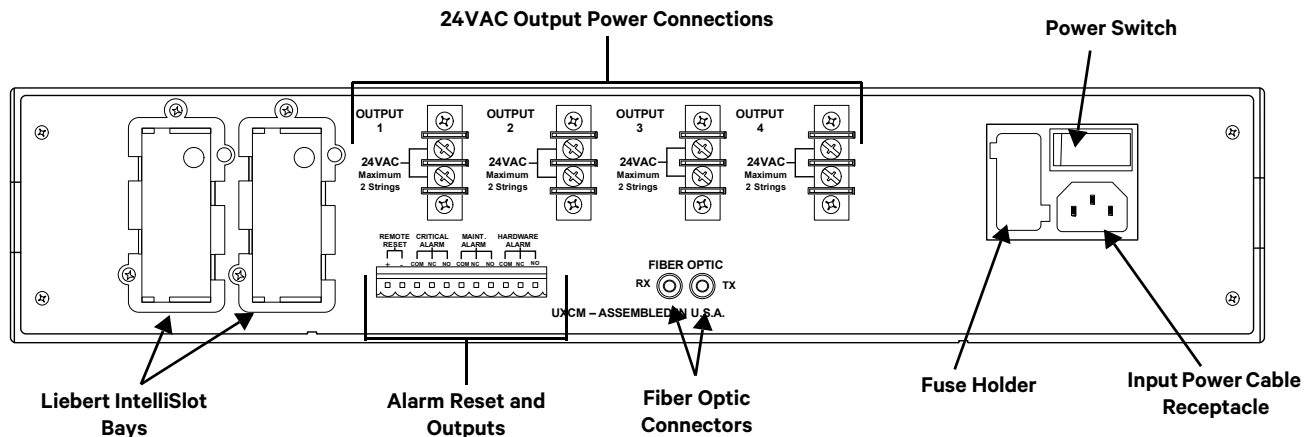 24VAC Output Power Connections
Power Switch
OUTPUT
1
OUTPUT
2
OUTPUT
3
OUTPUT
4
24VAC
Maximum
2 Strings
24VAC
Maximum
2 Strings
24VAC
Maximum
2 Strings
24VAC
Maximum
2 Strings
REMOTE
RESET
CRITICAL
ALARM
MAINT.
ALARM
HARDWARE
ALARM
+ - COM NC NO COM NC NO COM NC NO
FIBER OPTIC
RX TX
UXCM – ASSEMBLED IN U.S.A.
Liebert IntelliSlot
Bays
Alarm Reset and
Outputs
Fiber Optic
Connectors
Fuse Holder
Input Power Cable
Receptacle